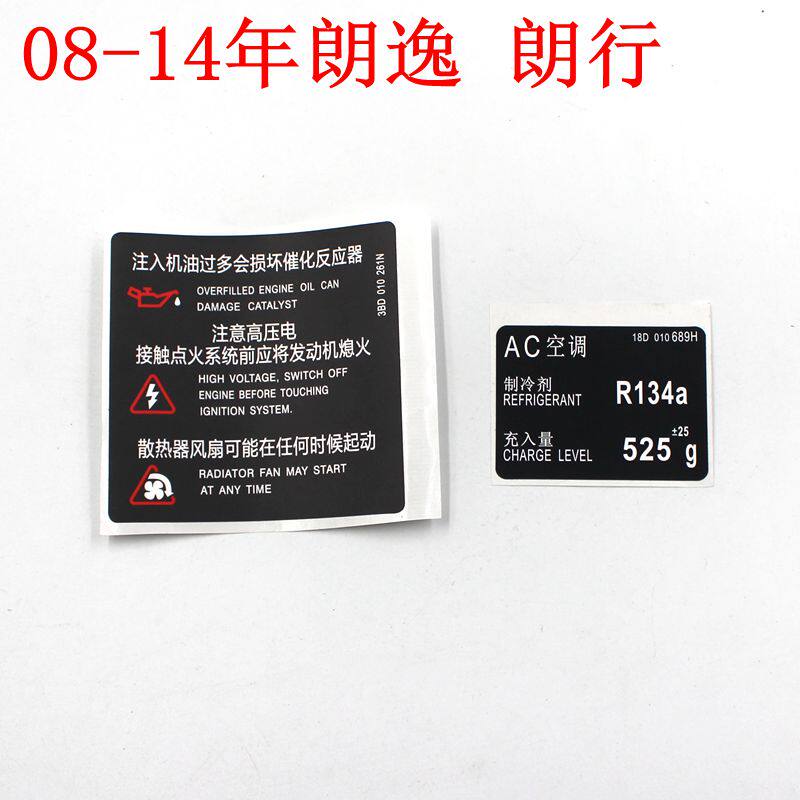 08-14年朗逸 朗行
注入机油过多会损坏催化反应器
OVERFILLED ENGINE OIL CAN
DAMAGE CATALYST
注意高压电
接触点火系统前应将发动机熄火
HIGH VOLTAGE, SWITCH OFF
ENGINE BEFORE TOUCHING
IGNITION SYSTEM.
散热器风扇可能在任何时候起动
RADIATOR FAN MAY START
AT ANY TIME
3BD 010 261N
AC空调
18D 010 689H
制冷剂
REFRIGERANT
R134a
充入量
CHARGE LEVEL
525 ±25 g